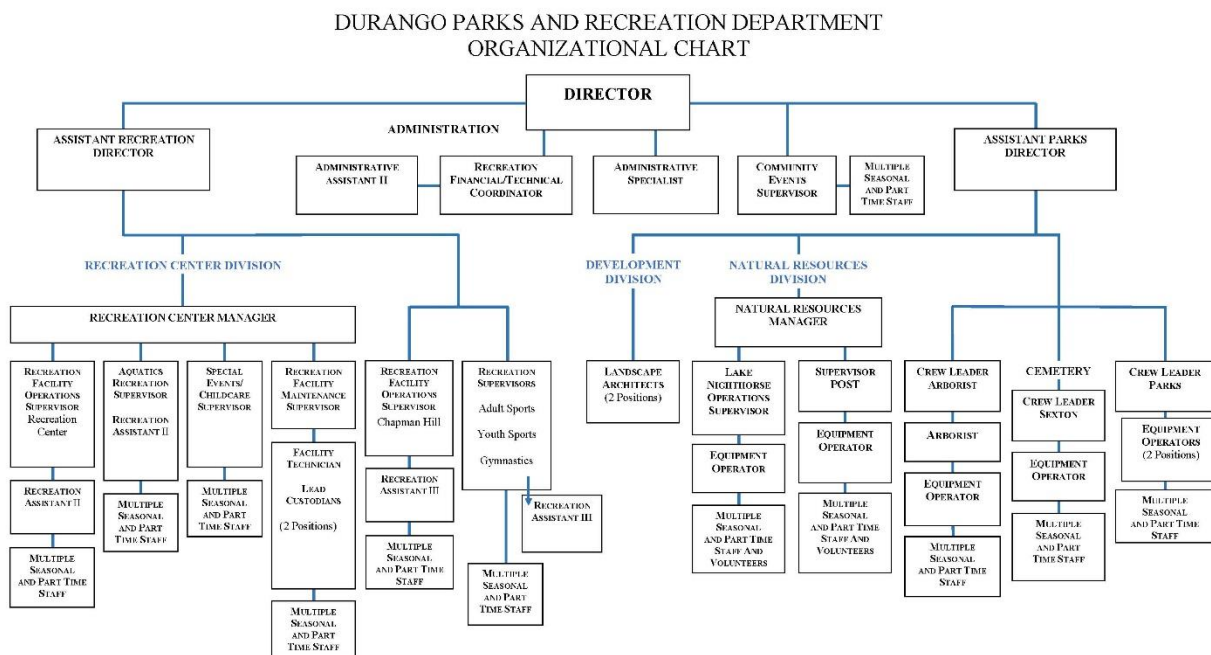 DURANGO PARKS AND RECREATION DEPARTMENT
ORGANIZATIONAL CHART
DIRECTOR
ADMINISTRATION
ASSISTANT RECREATION
DIRECTOR
ASSISTANT PARKS
DIRECTOR
ADMINISTRATIVE
ASSISTANT II
RECREATION
FINANCIAL/TECHNICAL
COORDINATOR
ADMINISTRATIVE
SPECIALIST
COMMUNITY
EVENTS
SUPERVISOR
MULTIPLE
SEASONAL
AND PART
TIME STAFF
RECREATION CENTER DIVISION
RECREATION CENTER MANAGER
RECREATION
FACILITY
OPERATIONS
SUPERVISOR
Recreation
Center
RECREATION
ASSISTANT II
MULTIPLE
SEASONAL
AND PART TIME
STAFF
AQUATICS
RECREATION
SUPERVISOR
RECREATION
ASSISTANT II
MULTIPLE
SEASONAL
AND PART
TIME STAFF
SPECIAL
EVENTS/
CHILDCARE
SUPERVISOR
MULTIPLE
SEASONAL
AND PART
TIME STAFF
RECREATION
FACILITY
MAINTENANCE
SUPERVISOR
FACILITY
TECHNICIAN
LEAD
CUSTODIANS
(2 Positions)
MULTIPLE
SEASONAL
AND PART
TIME STAFF
RECREATION
FACILITY
OPERATIONS
SUPERVISOR
Chapman Hill
RECREATION
ASSISTANT III
MULTIPLE
SEASONAL
AND PART TIME
STAFF
RECREATION
SUPERVISORS
Adult Sports
Youth Sports
Gymnastics
RECREATION
ASSISTANT III
MULTIPLE
SEASONAL
AND PART
TIME STAFF
DEVELOPMENT
DIVISION
LANDSCAPE
ARCHITECTS
(2 Positions)
NATURAL RESOURCES
DIVISION
NATURAL RESOURCES
MANAGER
LAKE
NIGHTHORSE
OPERATIONS
SUPERVISOR
EQUIPMENT
OPERATOR
MULTIPLE
SEASONAL
AND PART TIME
STAFF AND
VOLUNTEERS
SUPERVISOR
POST
EQUIPMENT
OPERATOR
MULTIPLE
SEASONAL
AND PART TIME
STAFF AND
VOLUNTEERS
CREW LEADER
ARBORIST
ARBORIST
EQUIPMENT
OPERATOR
MULTIPLE
SEASONAL
AND PART TIME
STAFF
CEMETERY
CREW LEADER
SEXTON
EQUIPMENT
OPERATOR
MULTIPLE
SEASONAL
AND PART TIME
STAFF
CREW LEADER
PARKS
EQUIPMENT
OPERATORS
(2 Positions)
MULTIPLE
SEASONAL
AND PART TIME
STAFF